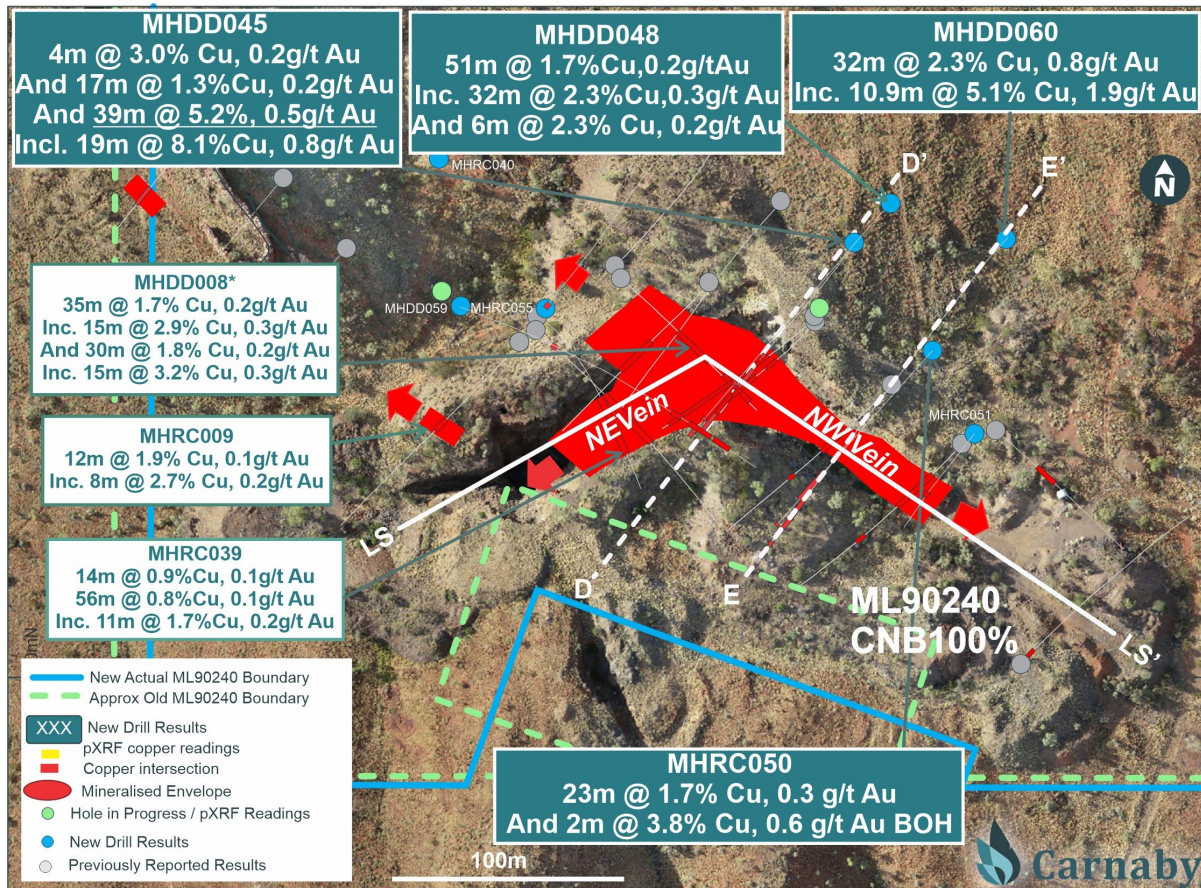 MHDD045
4m @ 3.0% Cu, 0.2g/t Au
And 17m @ 1.3%Cu, 0.2g/t Au
And 39m @ 5.2%, 0.5g/t Au
Incl. 19m @ 8.1%Cu, 0.8g/t Au
MHDD048
51m @ 1.7%Cu,0.2g/tAu
Inc. 32m @ 2.3%Cu,0.3g/t Au
And 6m @ 2.3% Cu, 0.2g/t Au
MHDD060
32m @ 2.3% Cu, 0.8g/t Au
Inc. 10.9m @ 5.1% Cu, 1.9g/t Au
MHRC040
D'
E'
N
MHDD008*
35m @ 1.7% Cu, 0.2g/t Au
Inc. 15m @ 2.9% Cu, 0.3g/t Au
And 30m @ 1.8% Cu, 0.2g/t Au
Inc. 15m @ 3.2% Cu, 0.3g/t Au
MHDD059
MHRC055
NEVein
NW Vein
MHRC051
MHRC009
12m @ 1.9% Cu, 0.1g/t Au
Inc. 8m @ 2.7% Cu, 0.2g/t Au
LS
MHRC039
14m @ 0.9%Cu, 0.1g/t Au
56m @ 0.8%Cu, 0.1g/t Au
Inc. 11m @ 1.7%Cu, 0.2g/t Au
D
E
ML90240
CNB100%
LS'
New Actual ML90240 Boundary
Approx Old ML90240 Boundary
XXX New Drill Results
pXRF copper readings
Copper intersection
Mineralised Envelope
Hole in Progress / pXRF Readings
New Drill Results
Previously Reported Results
MHRC050
23m @ 1.7% Cu, 0.3 g/t Au
And 2m @ 3.8% Cu, 0.6 g/t Au BOH
100m
Carnaby